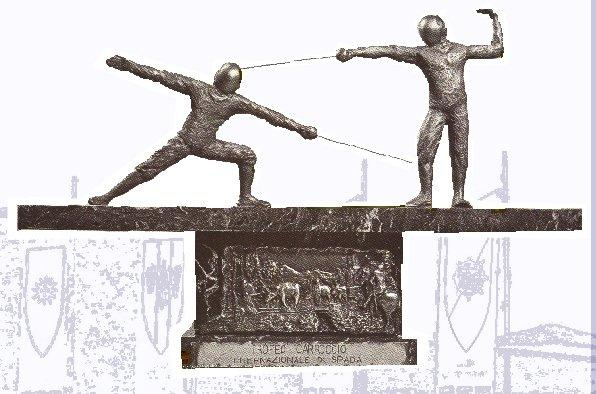 TROFEO CARROCCIO
INTERNAZIONALE DI SPADA